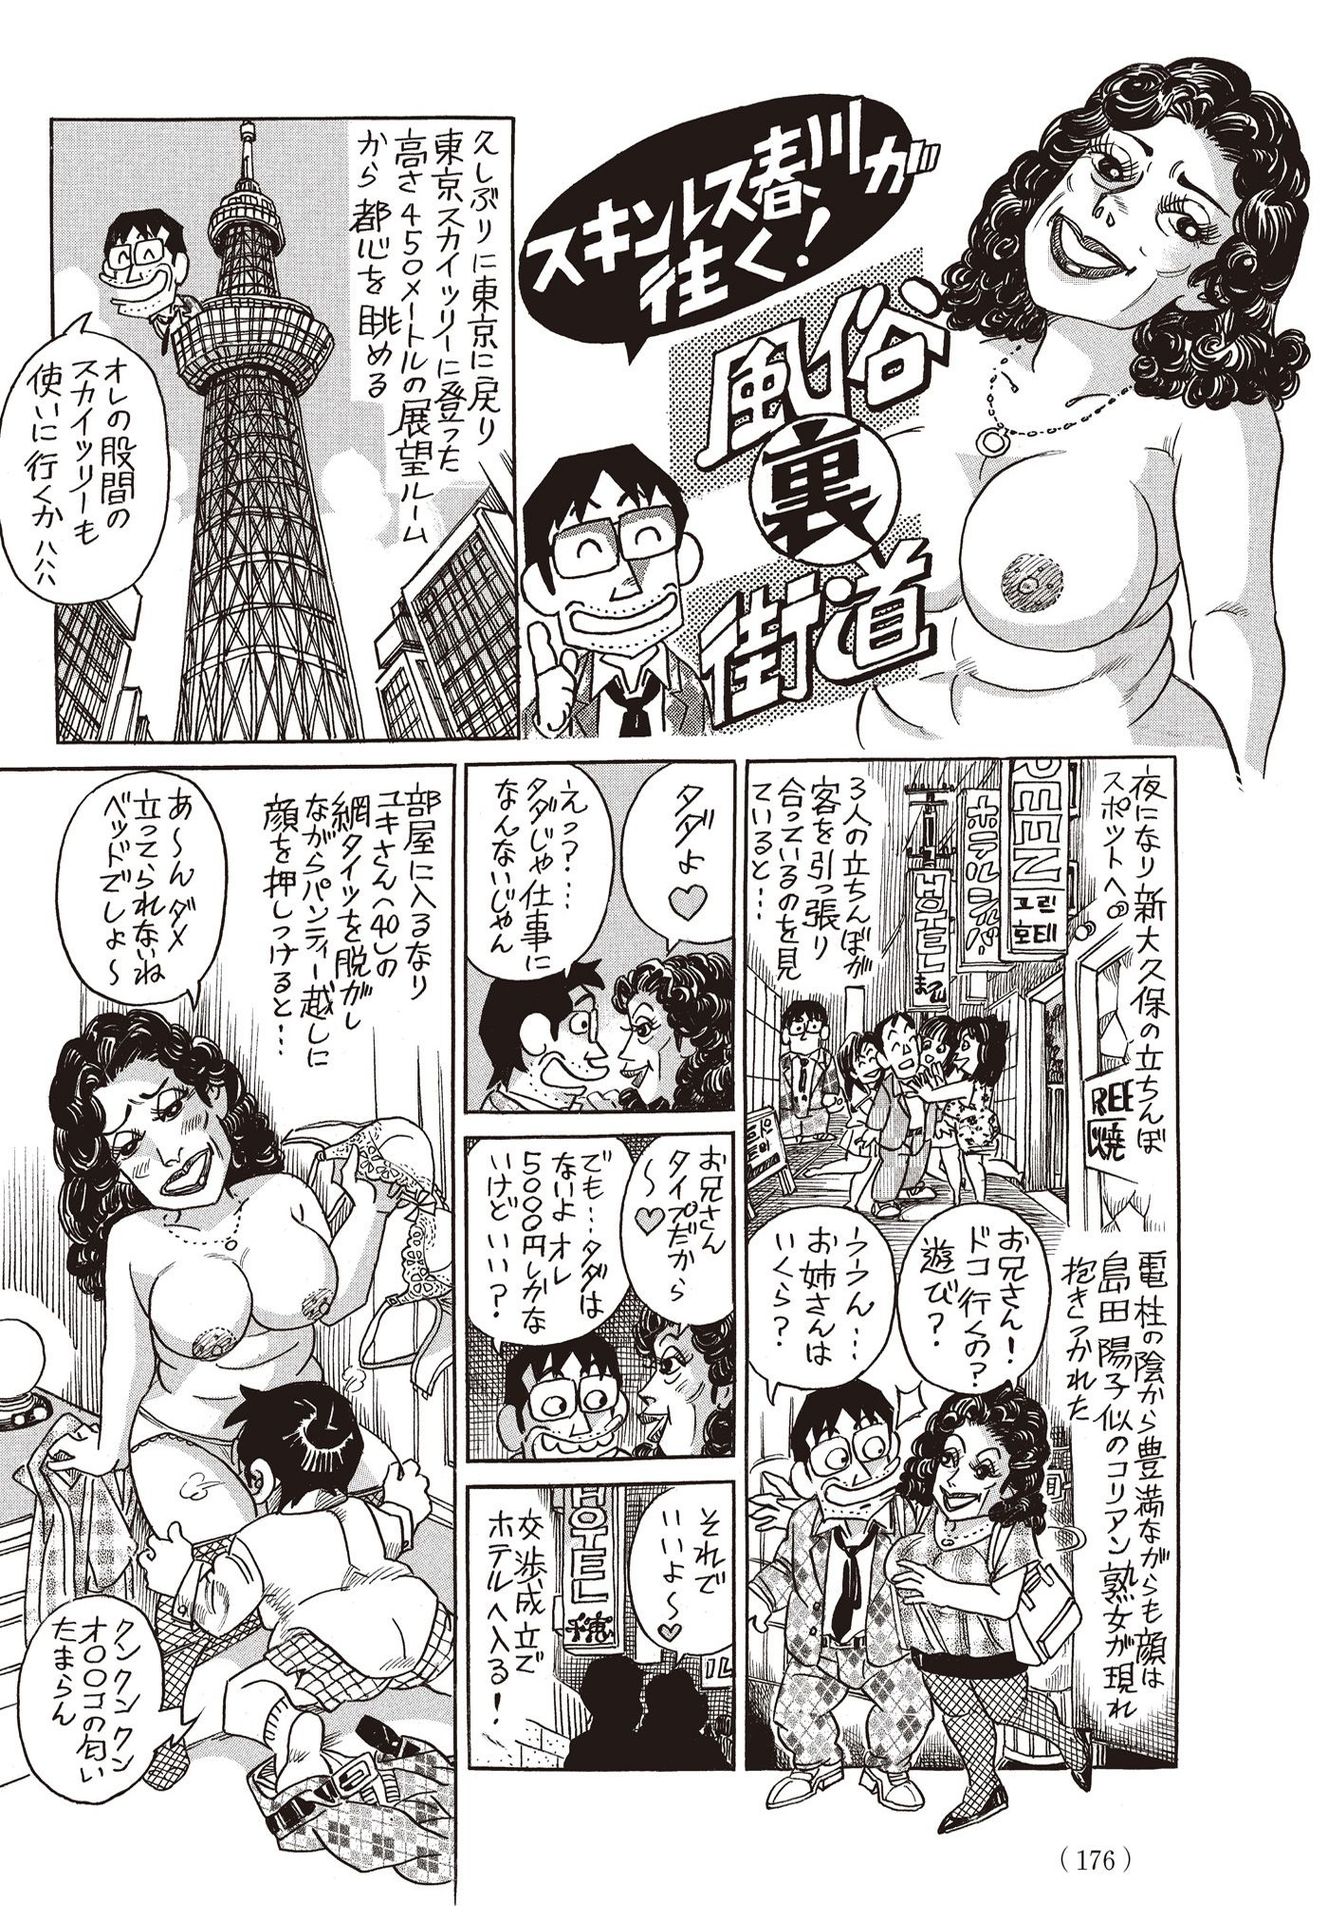 スキンレス春川が
往く！
風俗
裏
街道
久しぶりに東京に戻り
東京スカイツリーに登った
高さ450メートルの展望ルーム
から都心を眺める
オレの股間の
スカイツリーも
使いに行くか ハハハ
夜になり新大久保の立ちんぼ
スポットへ。
3人の立ちんぼが
客を引っ張り
合っているのを見
ていると…
HOTEL
REE
焼
電柱の陰から豊満ながらも顔は
島田陽子似のコリアン熟女が現れ
抱きつかれた
お兄さん！
ドコ行くの？
遊び？
うーうん…
お姉さんは
いくら？
タダよ♡
えっ？…
タダじゃ仕事に
なんないじゃん
お兄さん
タイプだから
～♡
でも…タダは
ないよ オレ
5000円しかな
いけどいい？
それで
いいよ～♡
HOTEL
ル
交渉成立で
ホテルへ入る！
部屋に入るなり
ユキさん(40)の
網タイツを脱がし
ながらパンティー越しに
顔を押しつけると…
あ～んダメ
立ってられないね
ベッドでしょ～
クンクンクン
オ○○コの匂い
たまらん
(176)